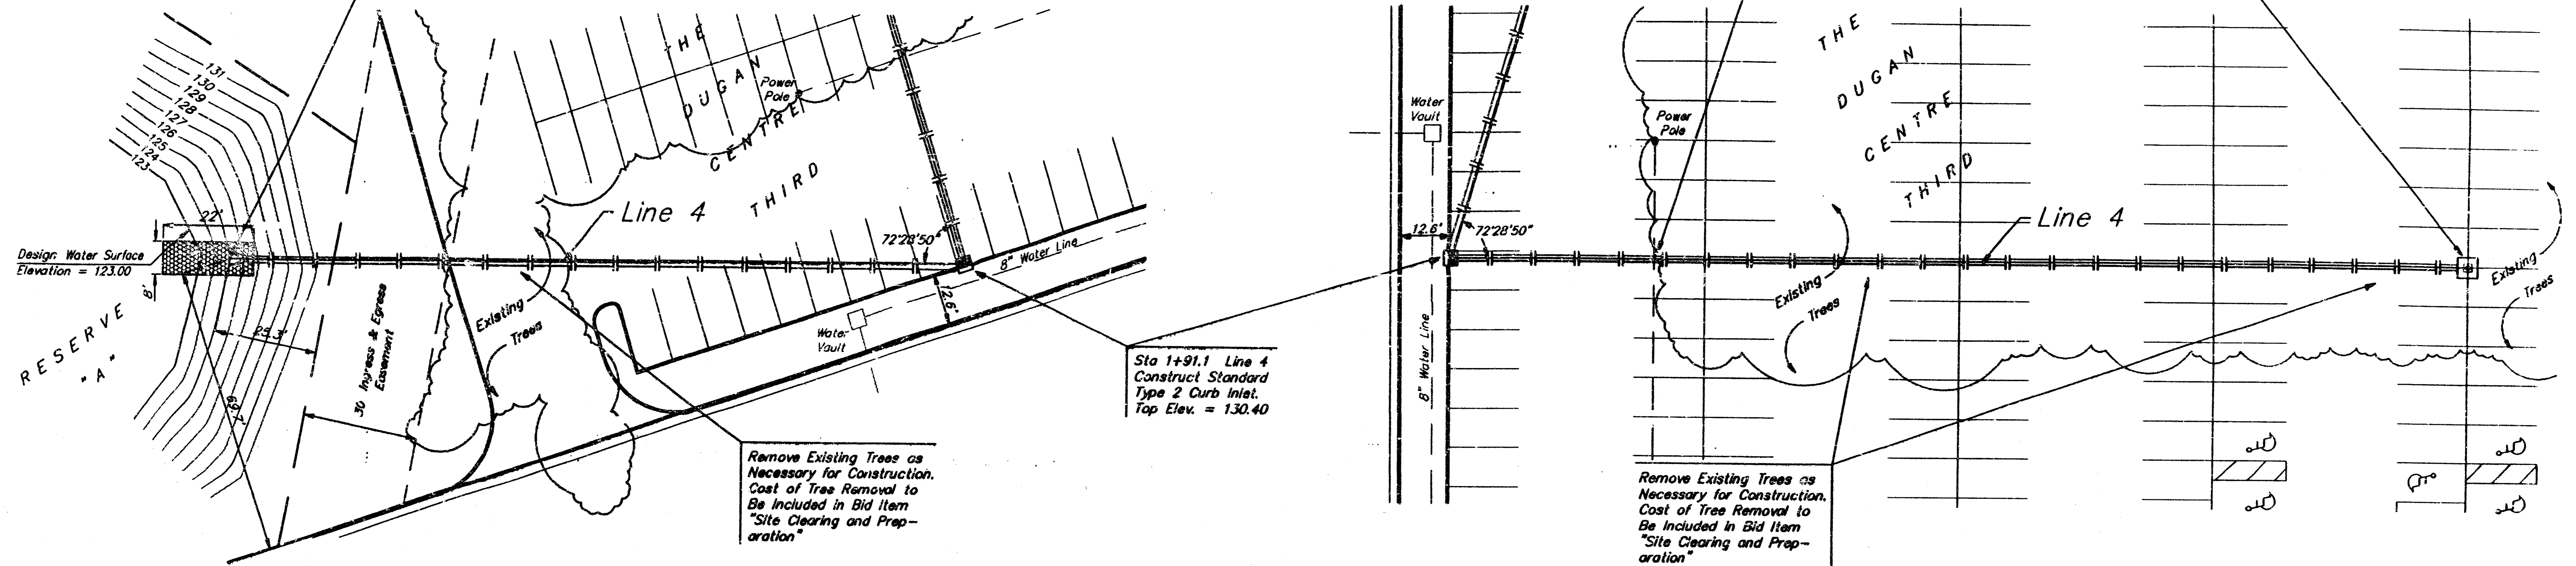 131
130
129
128
127
126
125
124
123
22'
Design Water Surface
Elevation = 123.00
8'
RESERVE
"A"
25.3'
69.7'
30' Ingress & Egress
Easement
Existing
Trees
THE
DUGAN
CENTRE
THIRD
Power
Pole
Line 4
72°28'50"
8" Water Line
12.6'
Water
Vault
Remove Existing Trees as
Necessary for Construction.
Cost of Tree Removal to
Be Included in Bid Item
"Site Clearing and Prep-
aration"
Sta 1+91.1 Line 4
Construct Standard
Type 2 Curb Inlet.
Top Elev. = 130.40
Water
Vault
12.6'
72°28'50"
8" Water Line
Power
Pole
THE
DUGAN
CENTRE
THIRD
Line 4
Existing
Trees
Existing
Trees
Remove Existing Trees as
Necessary for Construction.
Cost of Tree Removal to
Be Included in Bid Item
"Site Clearing and Prep-
aration"